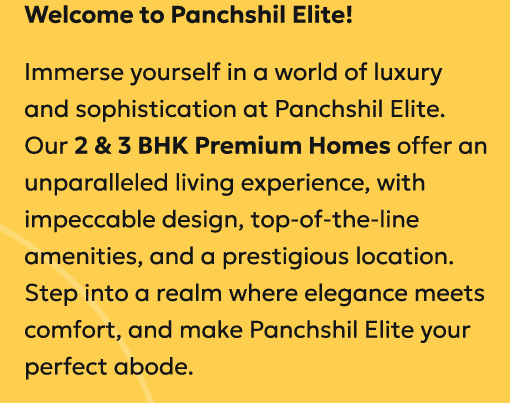 Welcome to Panchshil Elite!
Immerse yourself in a world of luxury
and sophistication at Panchshil Elite.
Our 2 & 3 BHK Premium Homes offer an
unparalleled living experience, with
impeccable design, top-of-the-line
amenities, and a prestigious location.
Step into a realm where elegance meets
comfort, and make Panchshil Elite your
perfect abode.